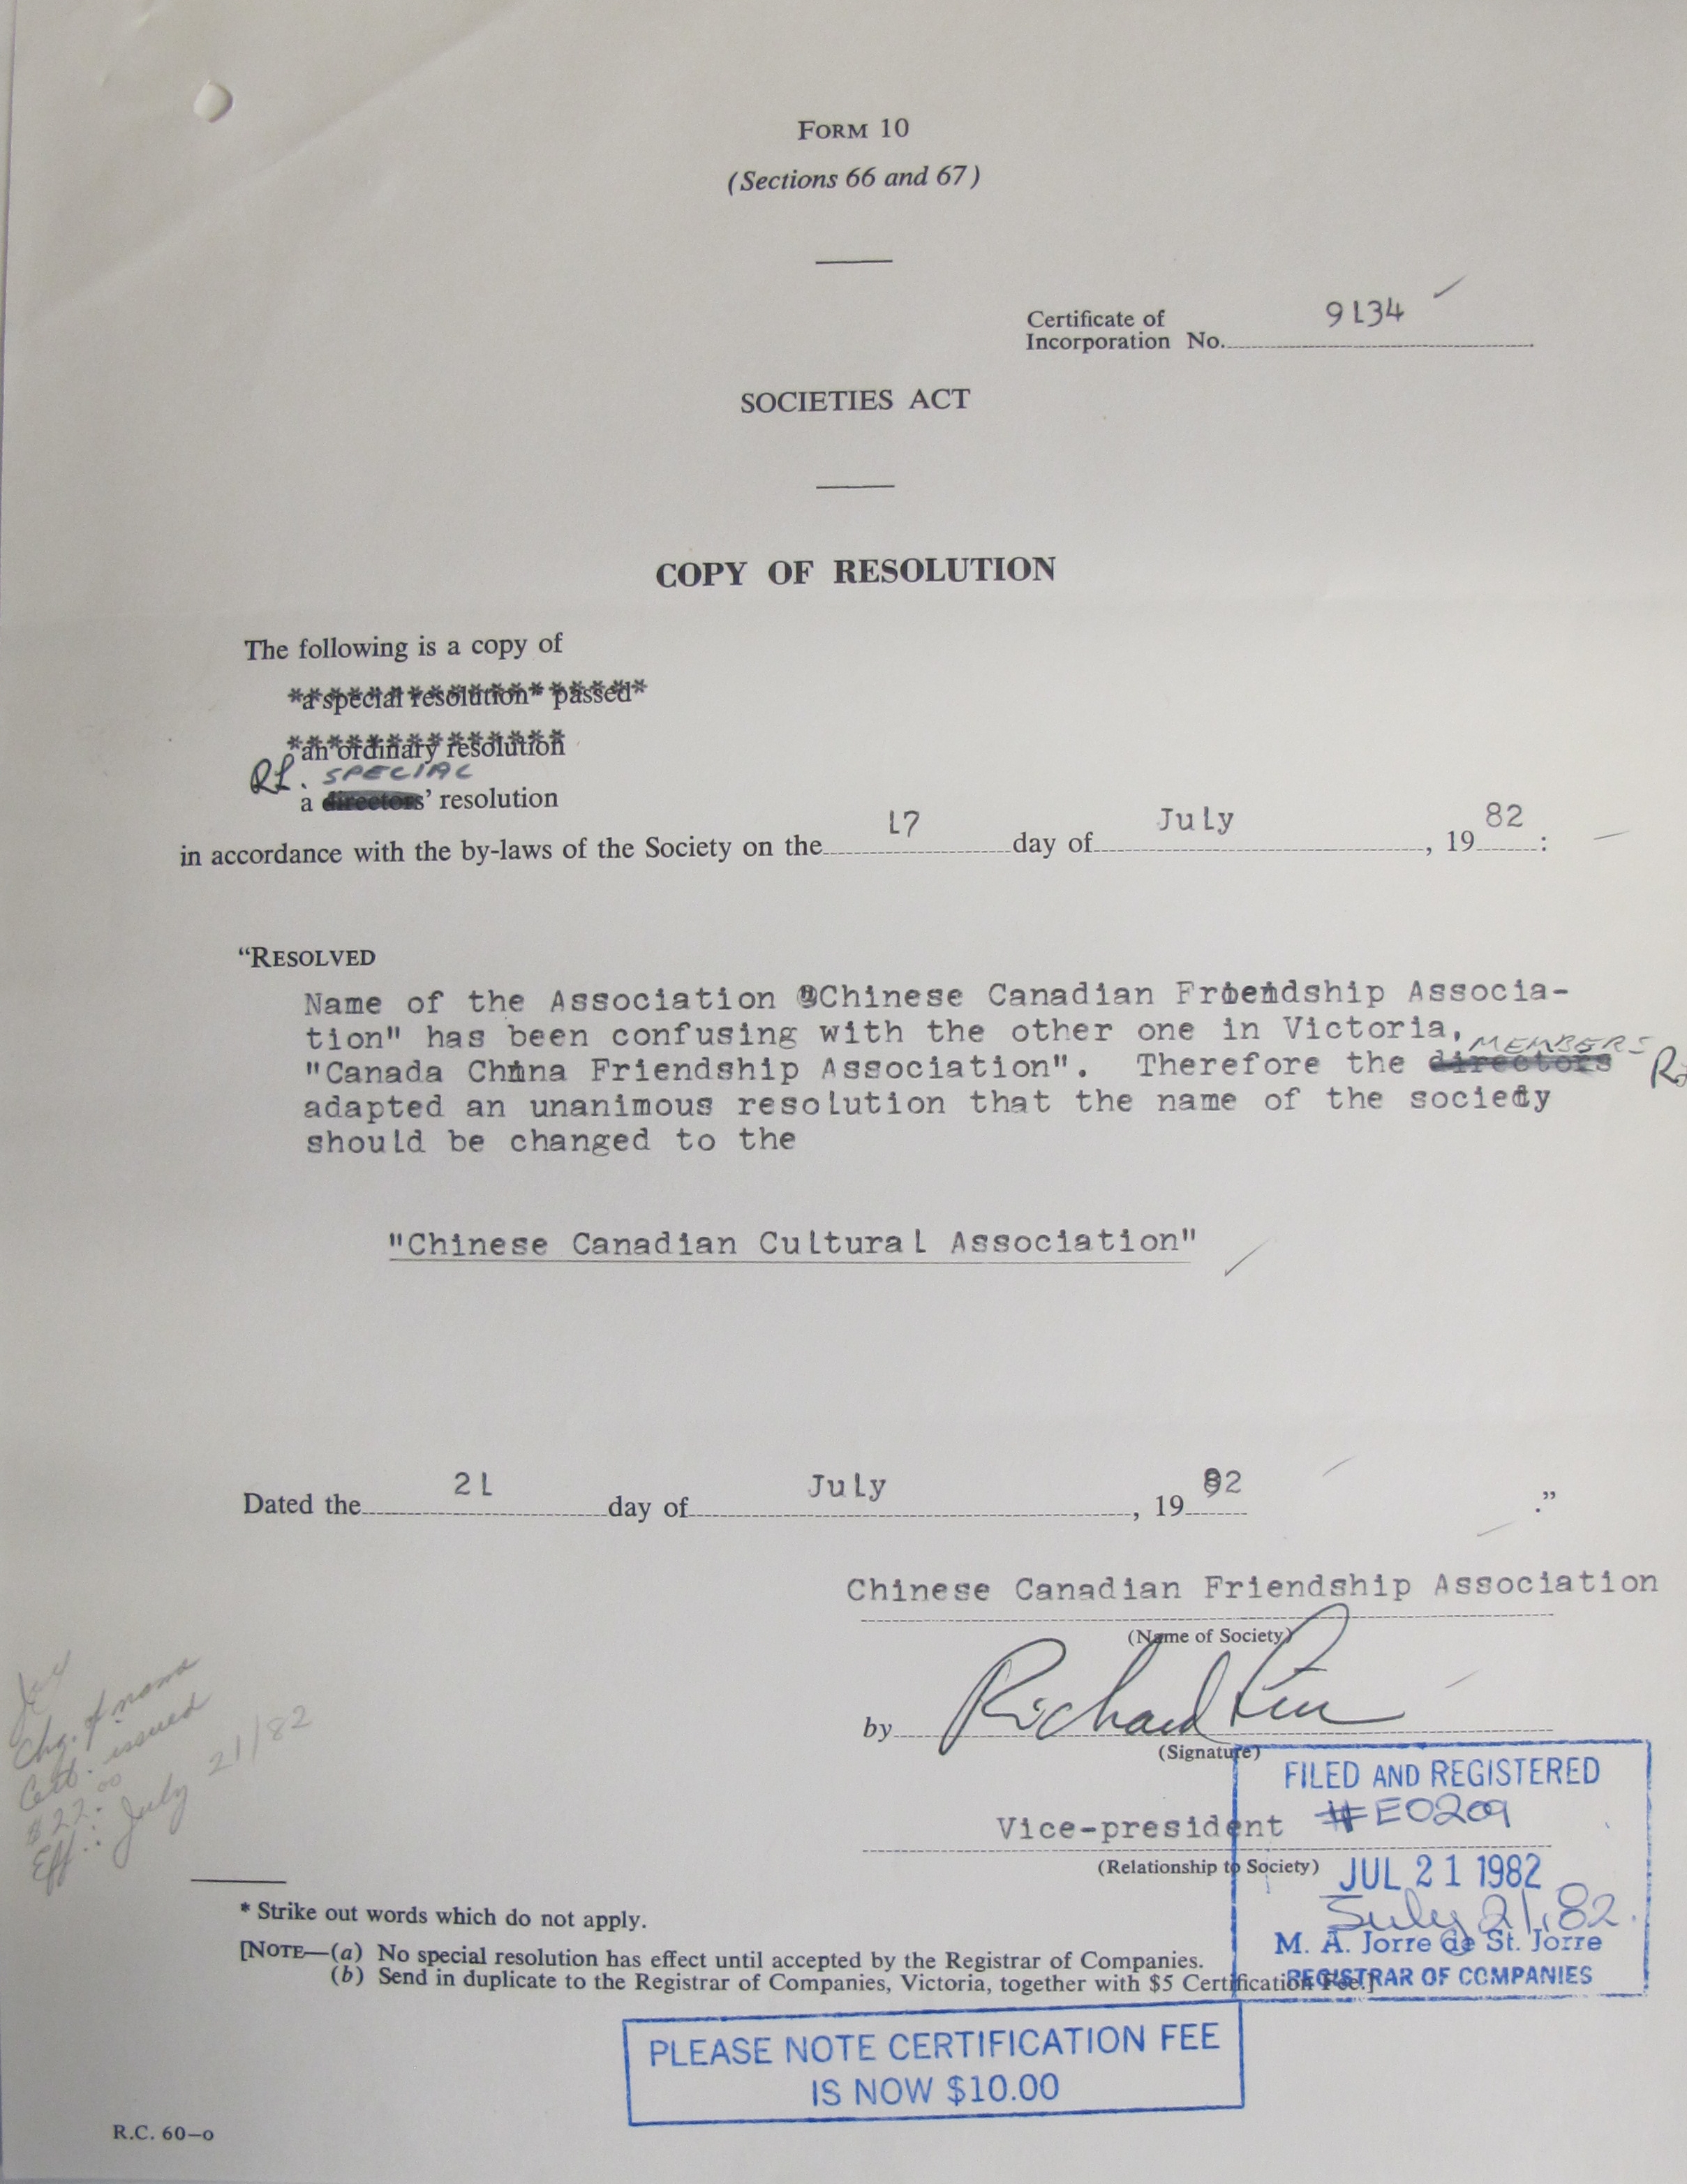 FORM 10
(Sections 66 and 67)
Certificate of
Incorporation No. 9134
SOCIETIES ACT
COPY OF RESOLUTION
The following is a copy of
*a special resolution* passed*
*an ordinary resolution
RL. SPECIAL
a directors' resolution
in accordance with the by-laws of the Society on the 17 day of July, 1982:
"RESOLVED
Name of the Association "Chinese Canadian Friendship Associa-
tion" has been confusing with the other one in Victoria,
MEMBERS
"Canada China Friendship Association". Therefore the directors
adapted an unanimous resolution that the name of the society
should be changed to the
"Chinese Canadian Cultural Association"
Dated the 21 day of July, 1982."
Chinese Canadian Friendship Association
(Name of Society)
by Richard
(Signature)
Vice-president
(Relationship to Society)
FILED AND REGISTERED
#E0209
JUL 21 1982
July 21, 82.
M. A. Jorre de St. Jorre
REGISTRAR OF COMPANIES
Chg. of name
Cert. issued
$22.00
Eff.: July 21/82
* Strike out words which do not apply.
[NOTE—(a) No special resolution has effect until accepted by the Registrar of Companies.
(b) Send in duplicate to the Registrar of Companies, Victoria, together with $5 Certification Fee.]
PLEASE NOTE CERTIFICATION FEE
IS NOW $10.00
R.C. 60–o